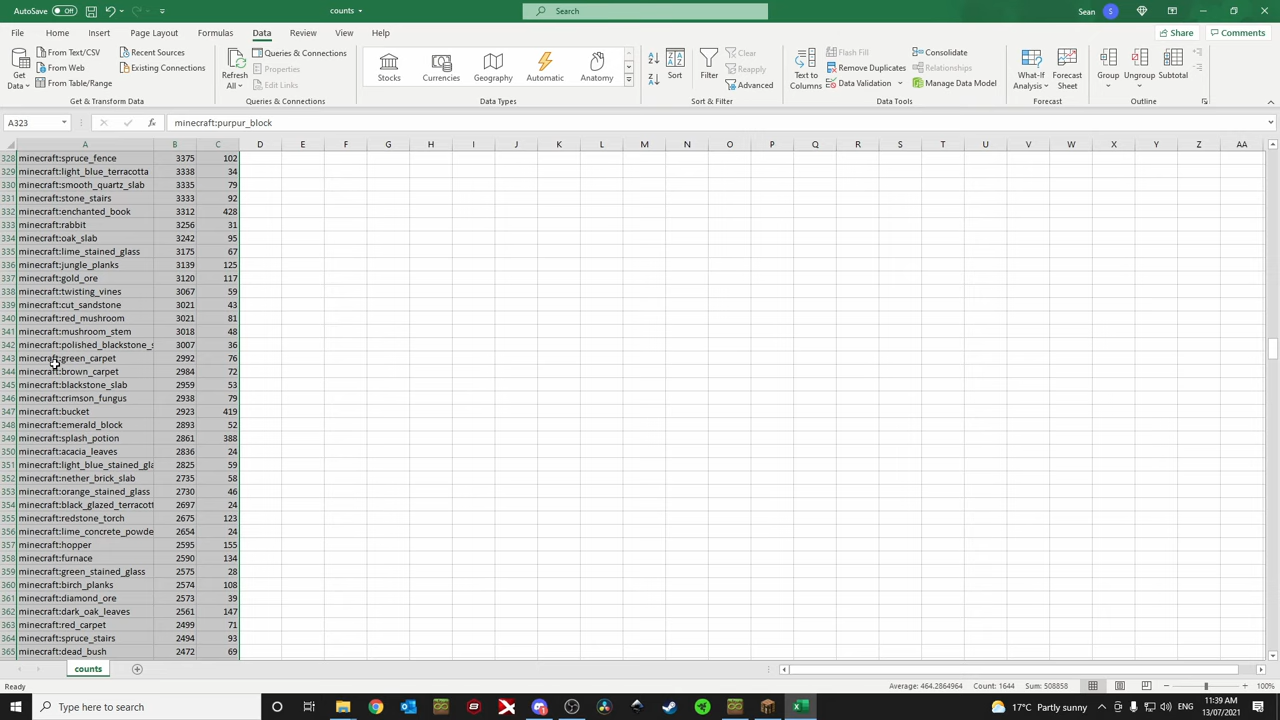 AutoSave Off counts Search Sean S
File Home Insert Page Layout Formulas Data Review View Help Share Comments
Get Data From Text/CSV From Web From Table/Range Recent Sources Existing Connections
Refresh All Queries & Connections Properties Edit Links
Stocks Currencies Geography Automatic Anatomy
Sort Filter Clear Reapply Advanced
Text to Columns Flash Fill Remove Duplicates Data Validation Consolidate Relationships Manage Data Model
What-If Analysis Forecast Sheet Group Ungroup Subtotal
Get & Transform Data Queries & Connections Data Types Sort & Filter Data Tools Forecast Outline
A323 fx minecraft:purpur_block
A B C D E F G H I J K L M N O P Q R S T U V W X Y Z AA
328 minecraft:spruce_fence 3375 102
329 minecraft:light_blue_terracotta 3338 34
330 minecraft:smooth_quartz_slab 3335 79
331 minecraft:stone_stairs 3333 92
332 minecraft:enchanted_book 3312 428
333 minecraft:rabbit 3256 31
334 minecraft:oak_slab 3242 95
335 minecraft:lime_stained_glass 3175 67
336 minecraft:jungle_planks 3139 125
337 minecraft:gold_ore 3120 117
338 minecraft:twisting_vines 3067 59
339 minecraft:cut_sandstone 3021 43
340 minecraft:red_mushroom 3021 81
341 minecraft:mushroom_stem 3018 48
342 minecraft:polished_blackstone_s 3007 36
343 minecraft:green_carpet 2992 76
344 minecraft:brown_carpet 2984 72
345 minecraft:blackstone_slab 2959 53
346 minecraft:crimson_fungus 2938 79
347 minecraft:bucket 2923 419
348 minecraft:emerald_block 2893 52
349 minecraft:splash_potion 2861 388
350 minecraft:acacia_leaves 2836 24
351 minecraft:light_blue_stained_gla 2825 59
352 minecraft:nether_brick_slab 2735 58
353 minecraft:orange_stained_glass 2730 46
354 minecraft:black_glazed_terracott 2697 24
355 minecraft:redstone_torch 2675 123
356 minecraft:lime_concrete_powde 2654 24
357 minecraft:hopper 2595 155
358 minecraft:furnace 2590 134
359 minecraft:green_stained_glass 2575 28
360 minecraft:birch_planks 2574 108
361 minecraft:diamond_ore 2573 39
362 minecraft:dark_oak_leaves 2561 147
363 minecraft:red_carpet 2499 71
364 minecraft:spruce_stairs 2494 93
365 minecraft:dead_bush 2472 69
counts
Ready Average: 464.2864964 Count: 1644 Sum: 508858 100%
Type here to search 17°C Partly sunny 11:39 AM
13/07/2021